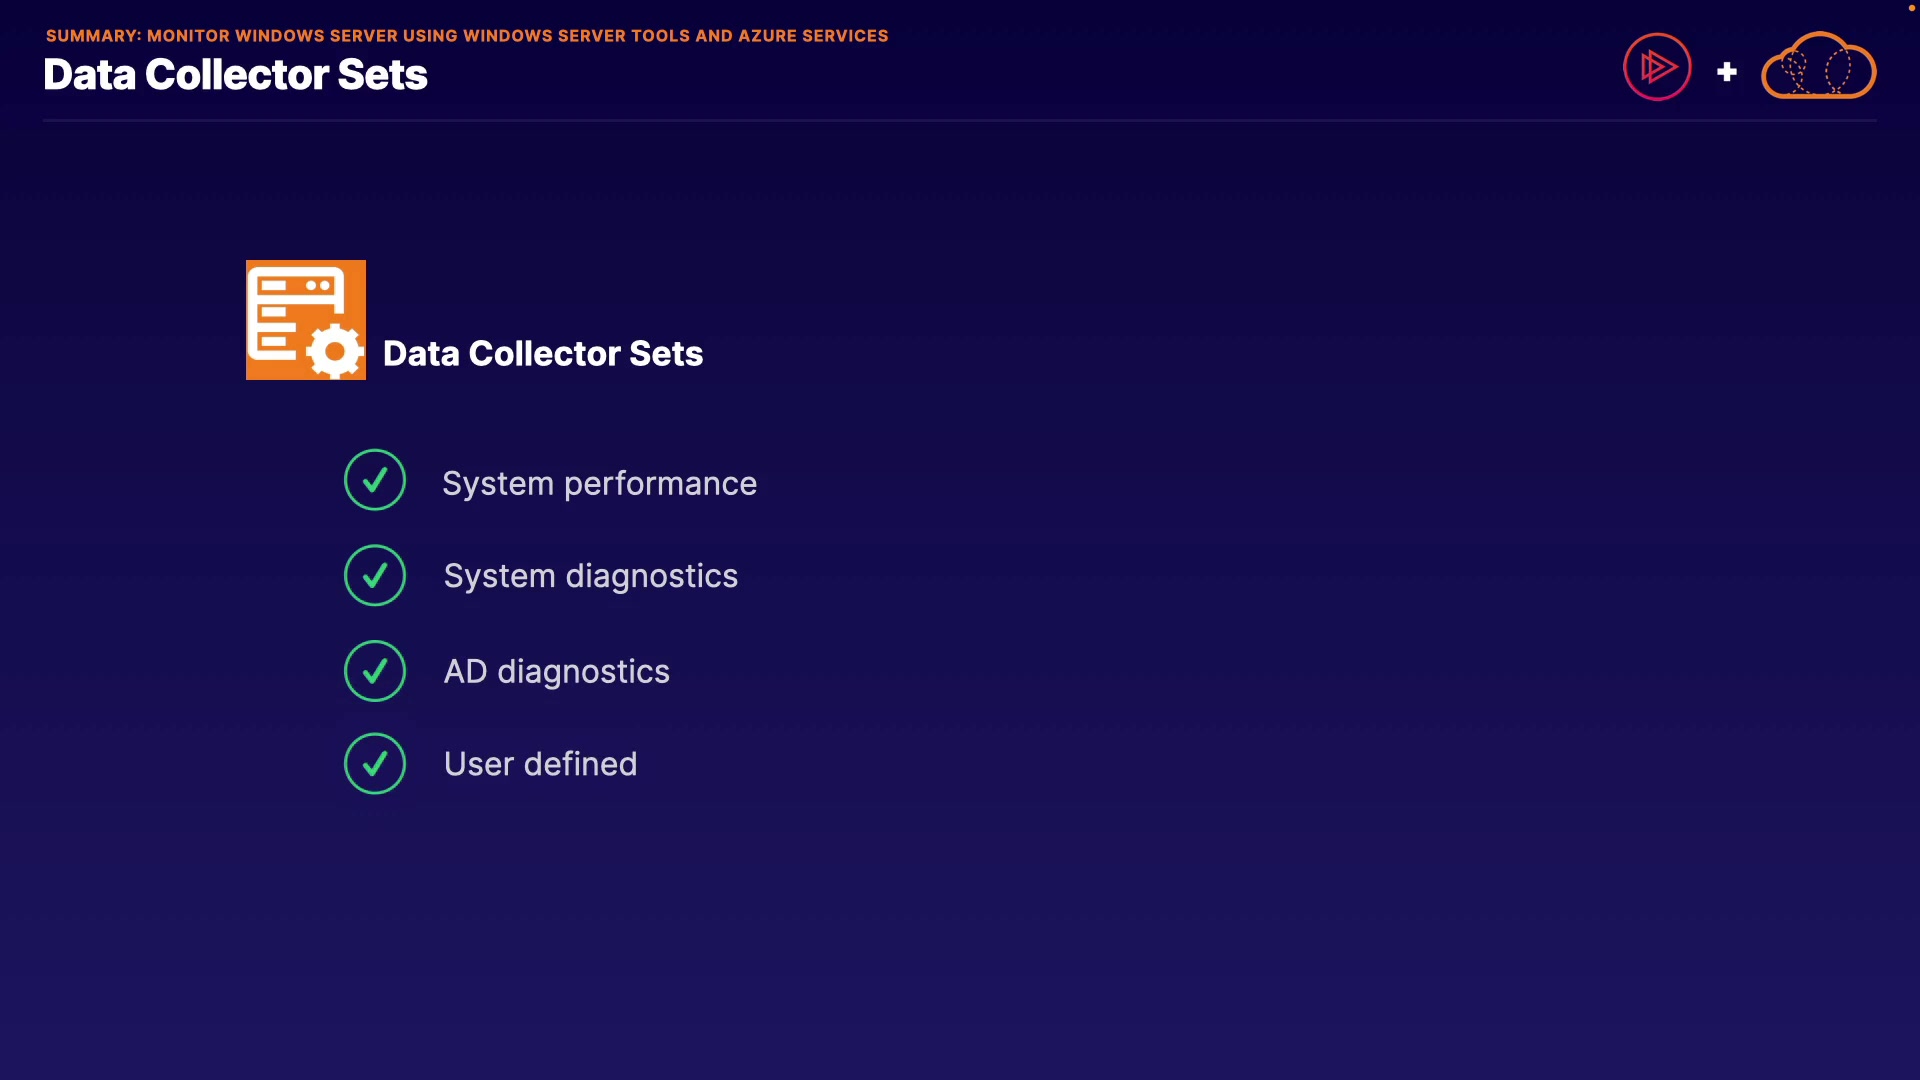 SUMMARY: MONITOR WINDOWS SERVER USING WINDOWS SERVER TOOLS AND AZURE SERVICES
Data Collector Sets
Data Collector Sets
System performance
System diagnostics
AD diagnostics
User defined